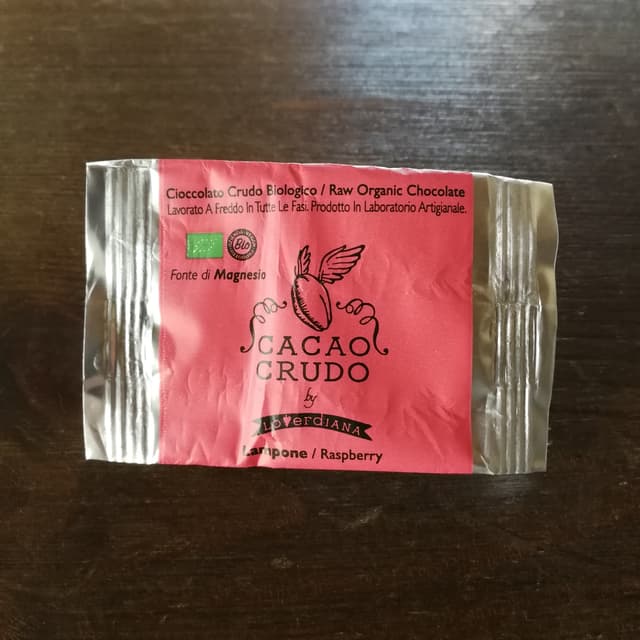 Cioccolato Crudo Biologico / Raw Organic Chocolate
Lavorato A Freddo In Tutte Le Fasi. Prodotto In Laboratorio Artigianale.
Bio
Fonte di Magnesio
CACAO
CRUDO
by
LoVerdiana
Lampone / Raspberry